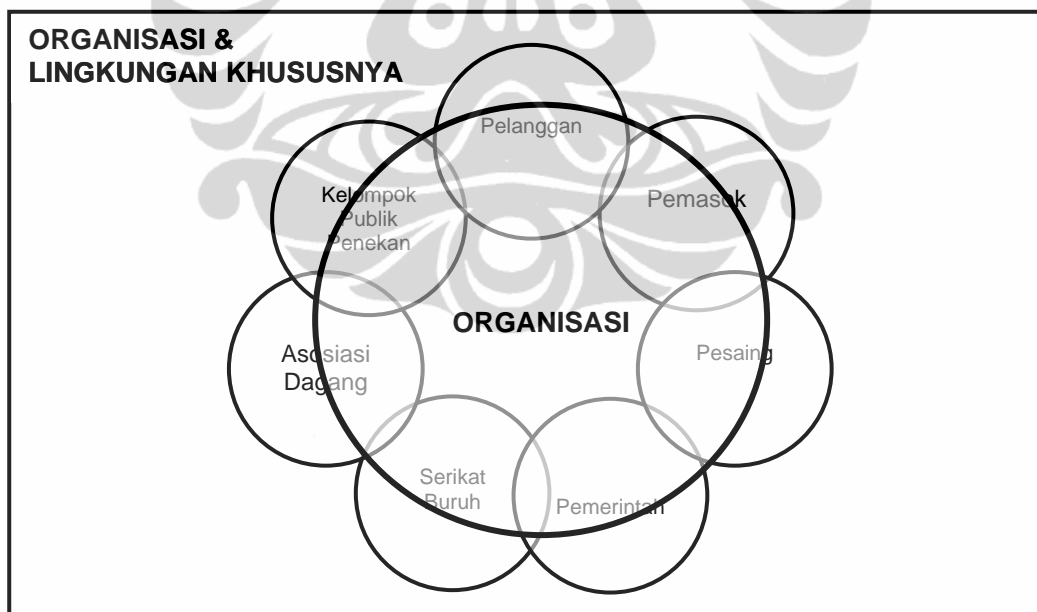 ORGANISASI &
LINGKUNGAN KHUSUSNYA
Pelanggan
Pemasok
Kelompok
Publik
Penekan
ORGANISASI
Pesaing
Asosiasi
Dagang
Serikat
Buruh
Pemerintah